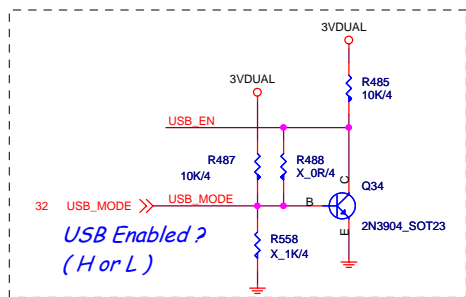 3VDUAL
R485
10K/4
3VDUAL
USB_EN
R487
10K/4
R488
X_0R/4
C
Q34
32 USB_MODE
USB_MODE
B
2N3904_SOT23
E
R558
X_1K/4
USB Enabled ?
( H or L )